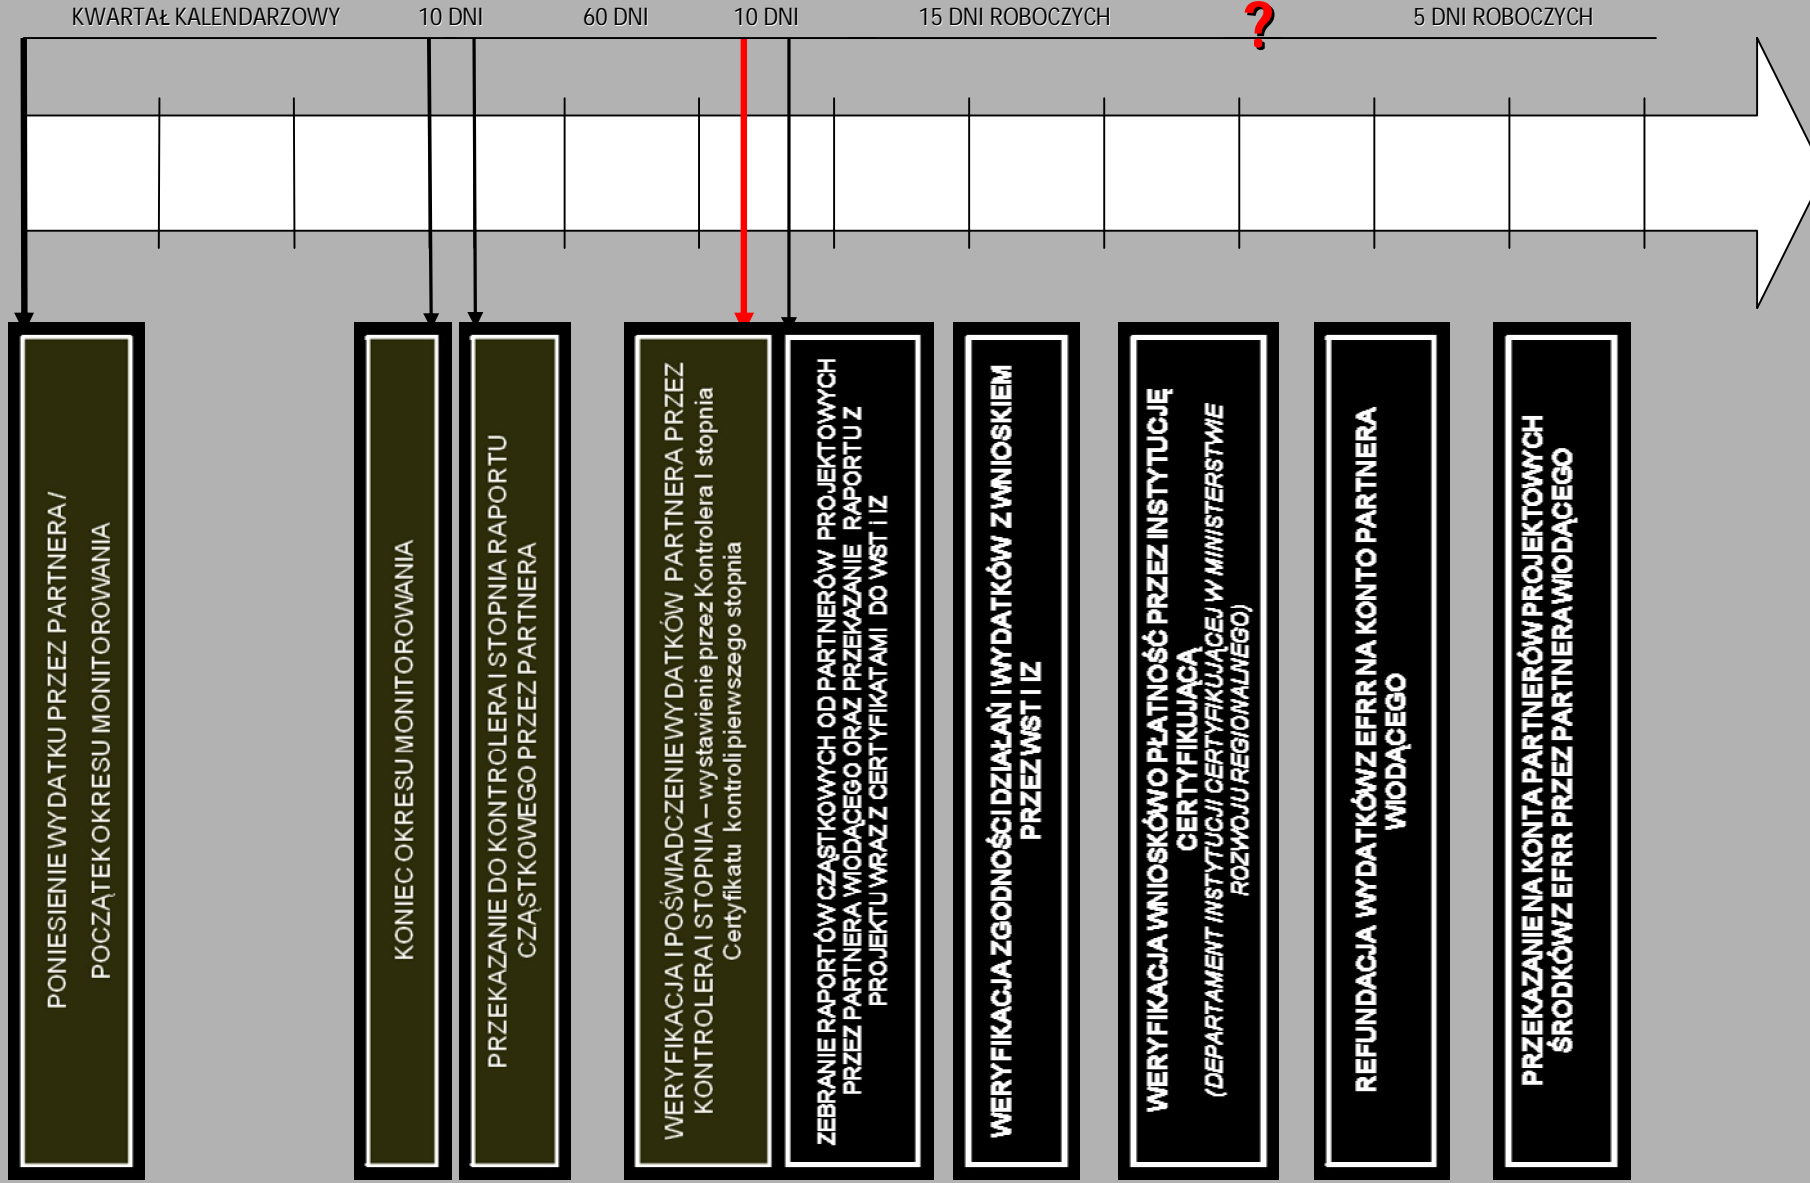 KWARTAŁ KALENDARZOWY
10 DNI
60 DNI
10 DNI
15 DNI ROBOCZYCH
?
5 DNI ROBOCZYCH
PONIESIENIE WYDATKU PRZEZ PARTNERA /
POCZĄTEK OKRESU MONITOROWANIA
KONIEC OKRESU MONITOROWANIA
PRZEKAZANIE DO KONTROLERA I STOPNIA RAPORTU
CZĄSTKOWEGO PRZEZ PARTNERA
WERYFIKACJA I POŚWIADCZENIE WYDATKÓW PARTNERA PRZEZ
KONTROLERA I STOPNIA – wystawienie przez Kontrolera I stopnia
Certyfikatu kontroli pierwszego stopnia
ZEBRANIE RAPORTÓW CZĄSTKOWYCH OD PARTNERÓW PROJEKTOWYCH
PRZEZ PARTNERA WIODĄCEGO ORAZ PRZEKAZANIE RAPORTU Z
PROJEKTU WRAZ Z CERTYFIKATAMI DO WST I IZ
WERYFIKACJA ZGODNOŚCI DZIAŁAŃ I WYDATKÓW Z WNIOSKIEM
PRZEZ WST I IZ
WERYFIKACJA WNIOSKÓW O PŁATNOŚĆ PRZEZ INSTYTUCJĘ
CERTYFIKUJĄCĄ
(DEPARTAMENT INSTYTUCJI CERTYFIKUJĄCEJ W MINISTERSTWIE
ROZWOJU REGIONALNEGO)
REFUNDACJA WYDATKÓW Z EFRR NA KONTO PARTNERA
WIODĄCEGO
PRZEKAZANIE NA KONTA PARTNERÓW PROJEKTOWYCH
ŚRODKÓW Z EFRR PRZEZ PARTNERA WIODĄCEGO